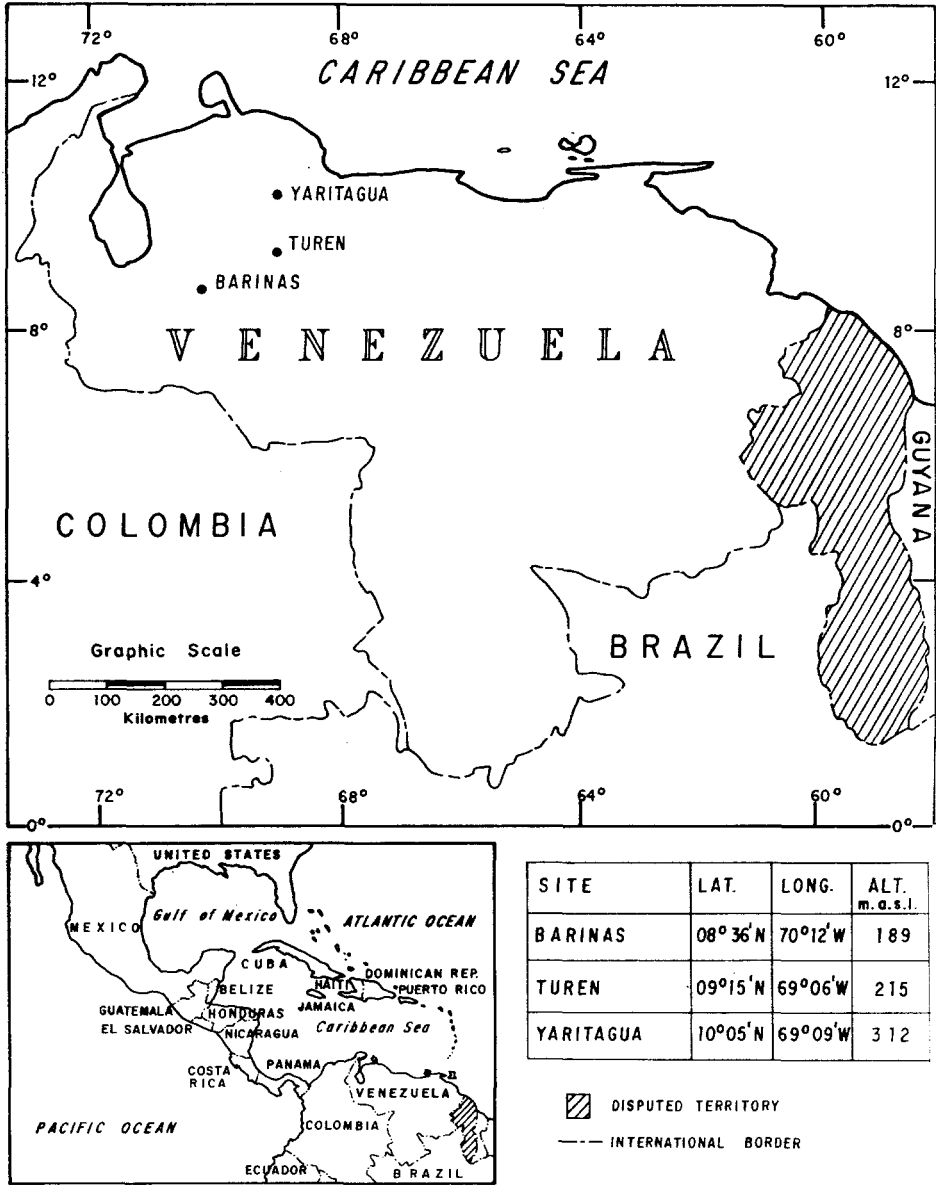 72° 68° 64° 60°
CARIBBEAN SEA
12° 12°
YARITAGUA
TUREN
BARINAS
8° VENEZUELA 8°
GUYANA
COLOMBIA
4°
BRAZIL
Graphic Scale
0 100 200 300 400
Kilometres
72° 68° 64° 60°
0° 0°
UNITED STATES
Gulf of Mexico
ATLANTIC OCEAN
MEXICO
CUBA
DOMINICAN REP.
HAITI
PUERTO RICO
BELIZE
JAMAICA
GUATEMALA
HONDURAS
EL SALVADOR
Caribbean Sea
NICARAGUA
COSTA RICA
PANAMA
VENEZUELA
PACIFIC OCEAN
COLOMBIA
ECUADOR
BRAZIL
SITE LAT. LONG. ALT. m.a.s.l.
BARINAS 08°36'N 70°12'W 189
TUREN 09°15'N 69°06'W 215
YARITAGUA 10°05'N 69°09'W 312
DISPUTED TERRITORY
INTERNATIONAL BORDER